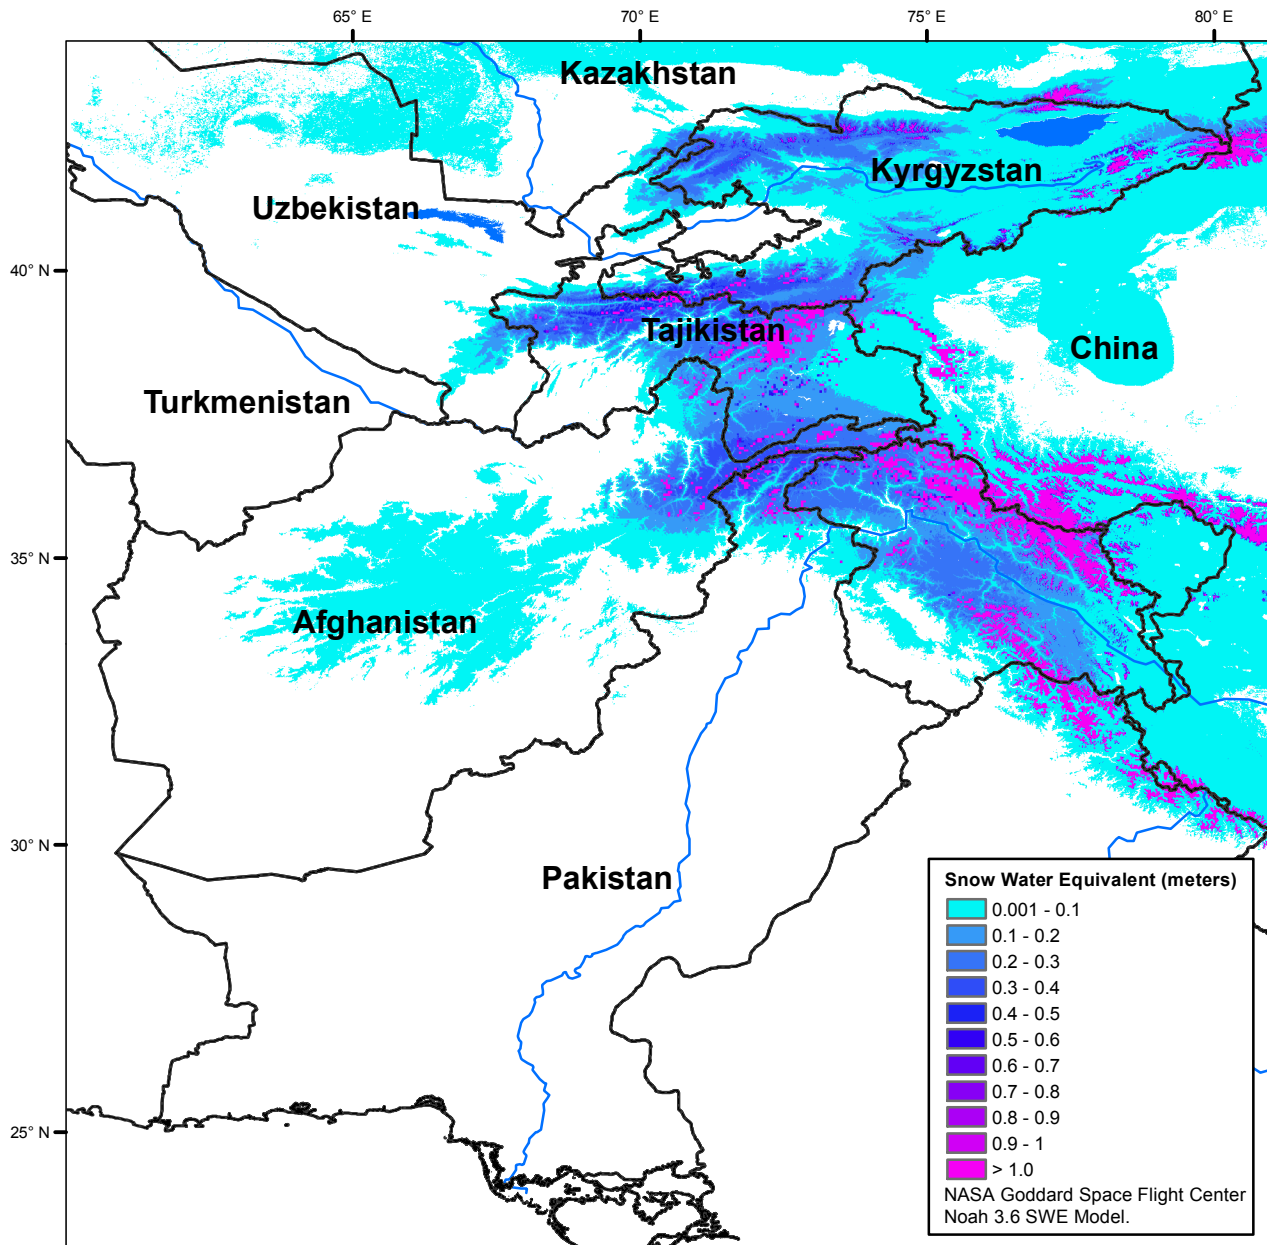 65° E
70° E
75° E
80° E
Kazakhstan
Kyrgyzstan
Uzbekistan
40° N
Tajikistan
China
Turkmenistan
35° N
Afghanistan
30° N
Pakistan
25° N
Snow Water Equivalent (meters)
0.001 - 0.1
0.1 - 0.2
0.2 - 0.3
0.3 - 0.4
0.4 - 0.5
0.5 - 0.6
0.6 - 0.7
0.7 - 0.8
0.8 - 0.9
0.9 - 1
> 1.0
NASA Goddard Space Flight Center
Noah 3.6 SWE Model.